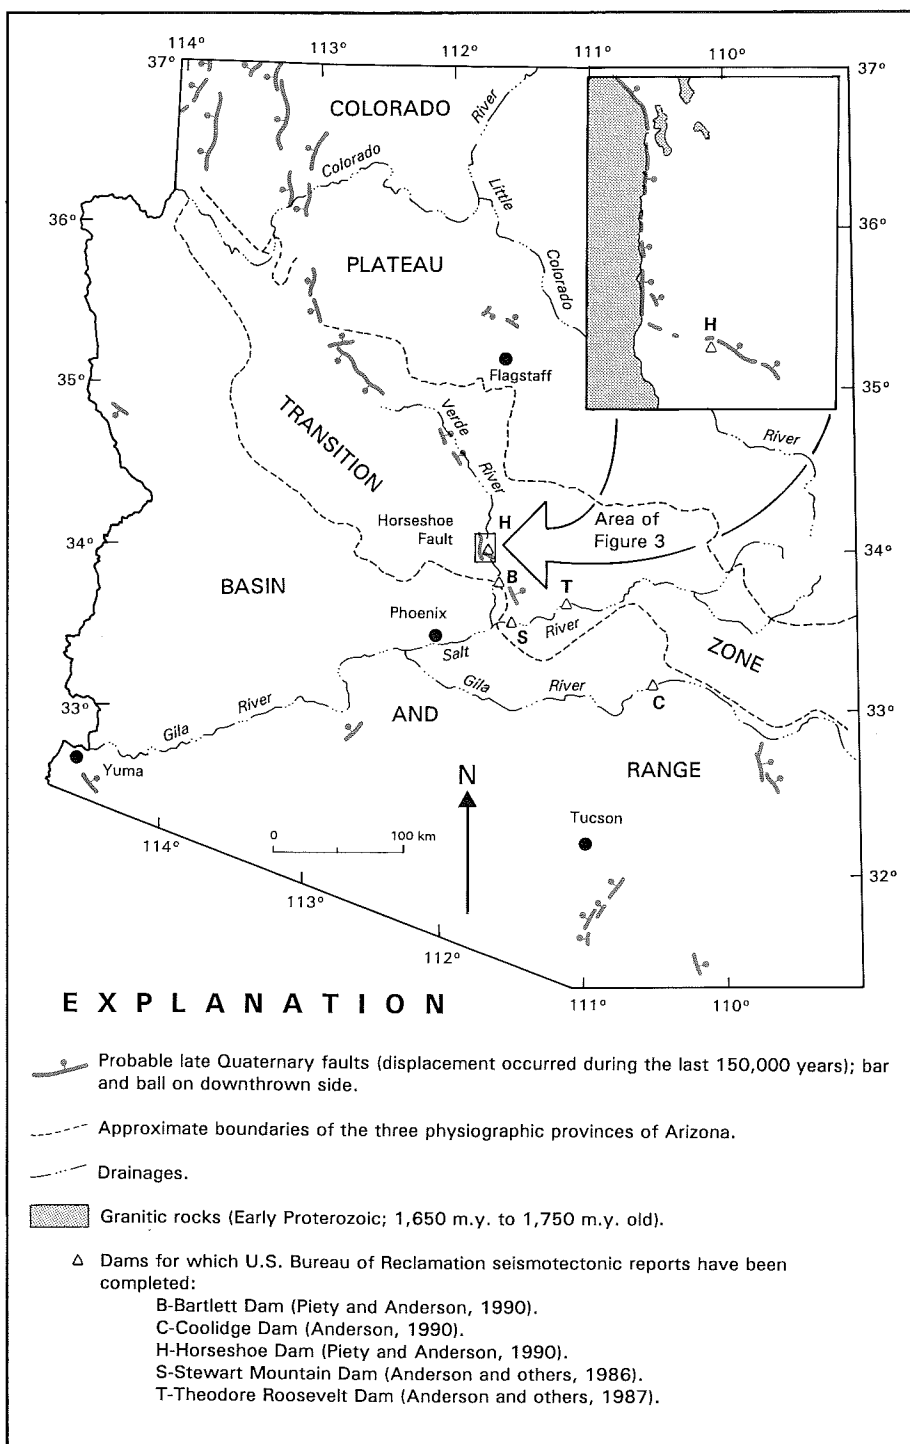 114°
113°
112°
111°
110°
37°
37°
COLORADO
River
Colorado
Little
36°
36°
PLATEAU
Colorado
H
35°
35°
Flagstaff
TRANSITION
Verde
River
River
Horseshoe
Fault
H
Area of
Figure 3
34°
34°
BASIN
B
T
Phoenix
S
River
Salt
ZONE
Gila
River
C
33°
33°
Gila
River
AND
Yuma
RANGE
N
0
100 km
Tucson
114°
32°
113°
112°
111°
110°
EXPLANATION
Probable late Quaternary faults (displacement occurred during the last 150,000 years); bar
and ball on downthrown side.
Approximate boundaries of the three physiographic provinces of Arizona.
Drainages.
Granitic rocks (Early Proterozoic; 1,650 m.y. to 1,750 m.y. old).
Dams for which U.S. Bureau of Reclamation seismotectonic reports have been
completed:
B-Bartlett Dam (Piety and Anderson, 1990).
C-Coolidge Dam (Anderson, 1990).
H-Horseshoe Dam (Piety and Anderson, 1990).
S-Stewart Mountain Dam (Anderson and others, 1986).
T-Theodore Roosevelt Dam (Anderson and others, 1987).